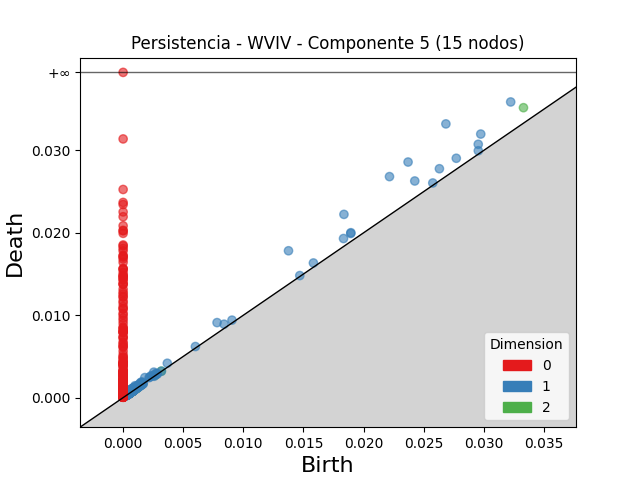 Persistencia - WVIV - Componente 5 (15 nodos)
+∞
0.030
0.020
0.010
0.000
Death
0.000 0.005 0.010 0.015 0.020 0.025 0.030 0.035
Birth
Dimension
0
1
2